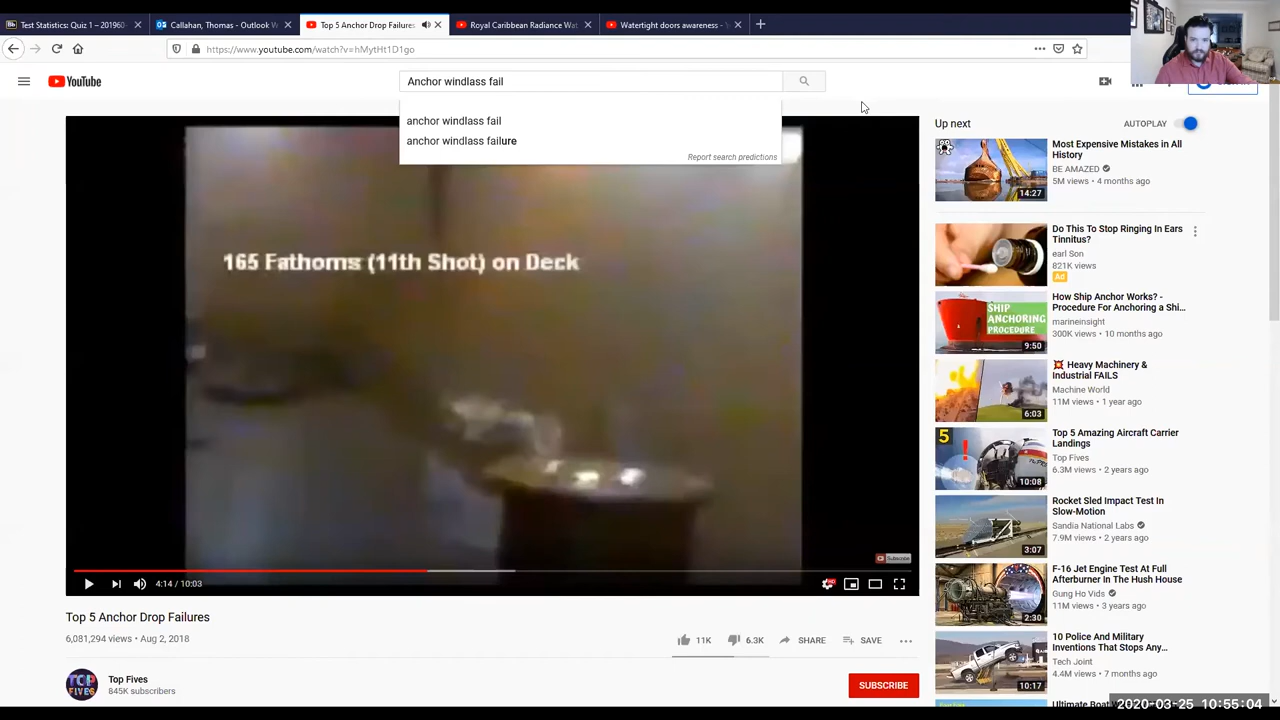 Test Statistics: Quiz 1 – 201960
Callahan, Thomas - Outlook
Top 5 Anchor Drop Failures
Royal Caribbean Radiance Wat
Watertight doors awareness -
https://www.youtube.com/watch?v=hMytHt1D1go
YouTube
Anchor windlass fail
anchor windlass fail
anchor windlass failure
Report search predictions
165 Fathoms (11th Shot) on Deck
Subscribe
4:14 / 10:03
Top 5 Anchor Drop Failures
6,081,294 views • Aug 2, 2018
11K
6.3K
SHARE
SAVE
TOP FIVES
Top Fives
845K subscribers
SUBSCRIBE
Up next
AUTOPLAY
Most Expensive Mistakes in All
History
BE AMAZED
5M views • 4 months ago
14:27
Do This To Stop Ringing In Ears
Tinnitus?
earl Son
821K views
Ad
SHIP
ANCHORING
PROCEDURE
How Ship Anchor Works? -
Procedure For Anchoring a Shi...
marineinsight
300K views • 10 months ago
9:50
💥 Heavy Machinery &
Industrial FAILS
Machine World
11M views • 1 year ago
6:03
5
Top 5 Amazing Aircraft Carrier
Landings
Top Fives
6.3M views • 2 years ago
10:08
Rocket Sled Impact Test In
Slow-Motion
Sandia National Labs
7.9M views • 2 years ago
3:07
F-16 Jet Engine Test At Full
Afterburner In The Hush House
Gung Ho Vids
11M views • 3 years ago
2:30
10 Police And Military
Inventions That Stops Any...
Tech Joint
4.4M views • 7 months ago
10:17
2020-03-25 10:55:04